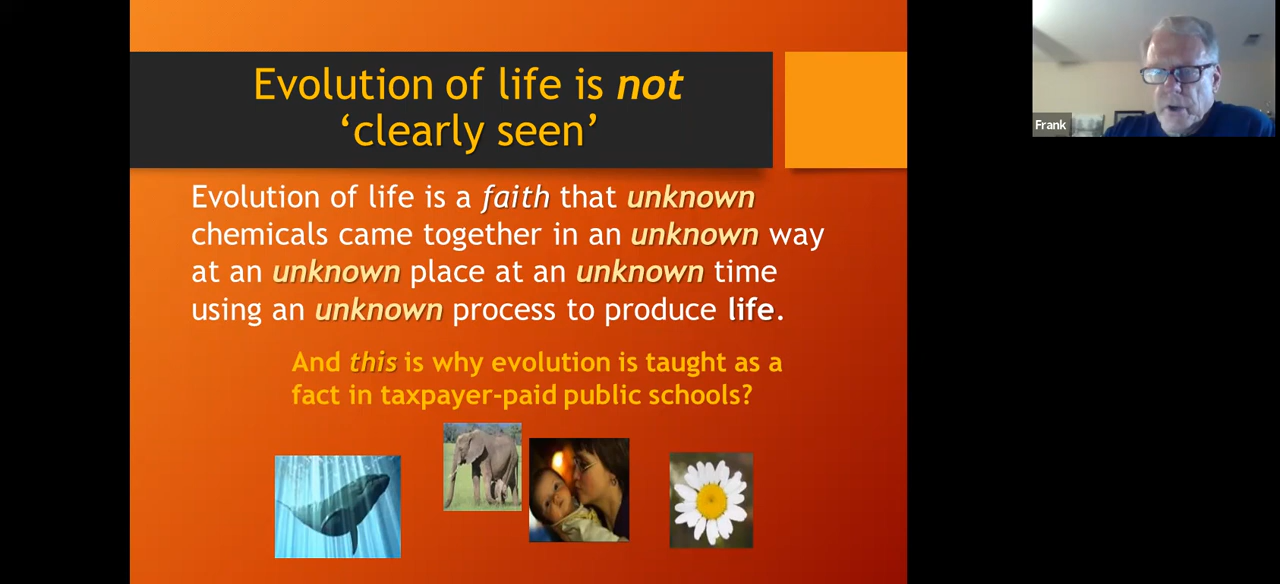 Evolution of life is not
‘clearly seen’
Evolution of life is a faith that unknown
chemicals came together in an unknown way
at an unknown place at an unknown time
using an unknown process to produce life.
And this is why evolution is taught as a
fact in taxpayer-paid public schools?
Frank